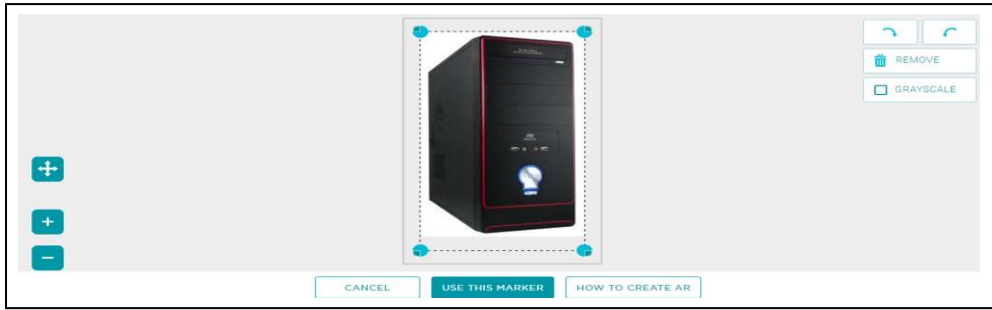 REMOVE
GRAYSCALE
CANCEL
USE THIS MARKER
HOW TO CREATE AR